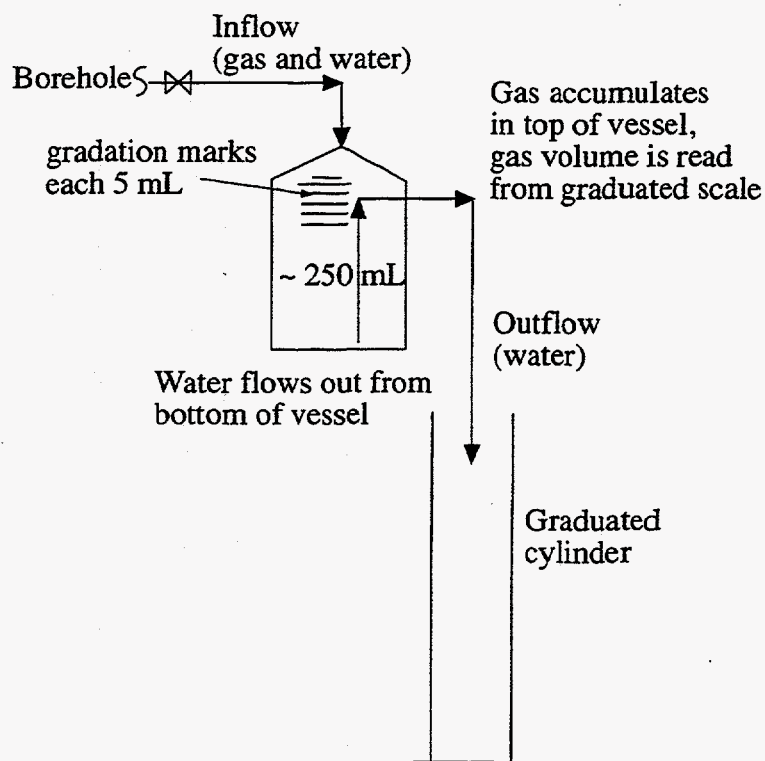 Inflow
(gas and water)
Borehole
Gas accumulates
in top of vessel,
gas volume is read
from graduated scale
gradation marks
each 5 mL
~ 250 mL
Outflow
(water)
Water flows out from
bottom of vessel
Graduated
cylinder